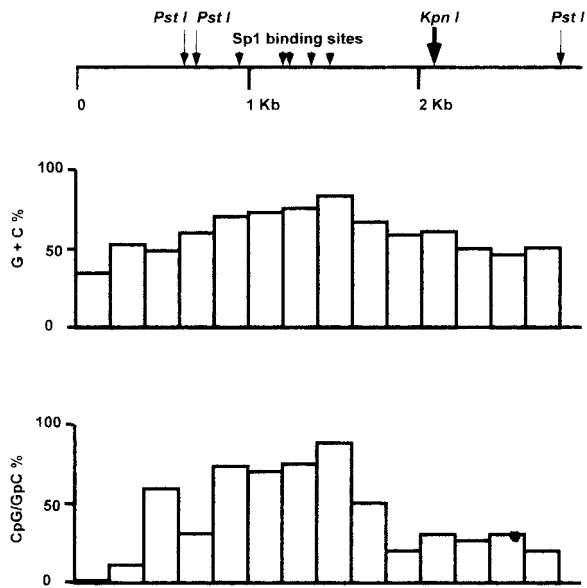 Pst I Pst I Kpn I Pst I
Sp1 binding sites
0 1 Kb 2 Kb
100
G + C %
50
0
100
CpG/GpC %
50
0